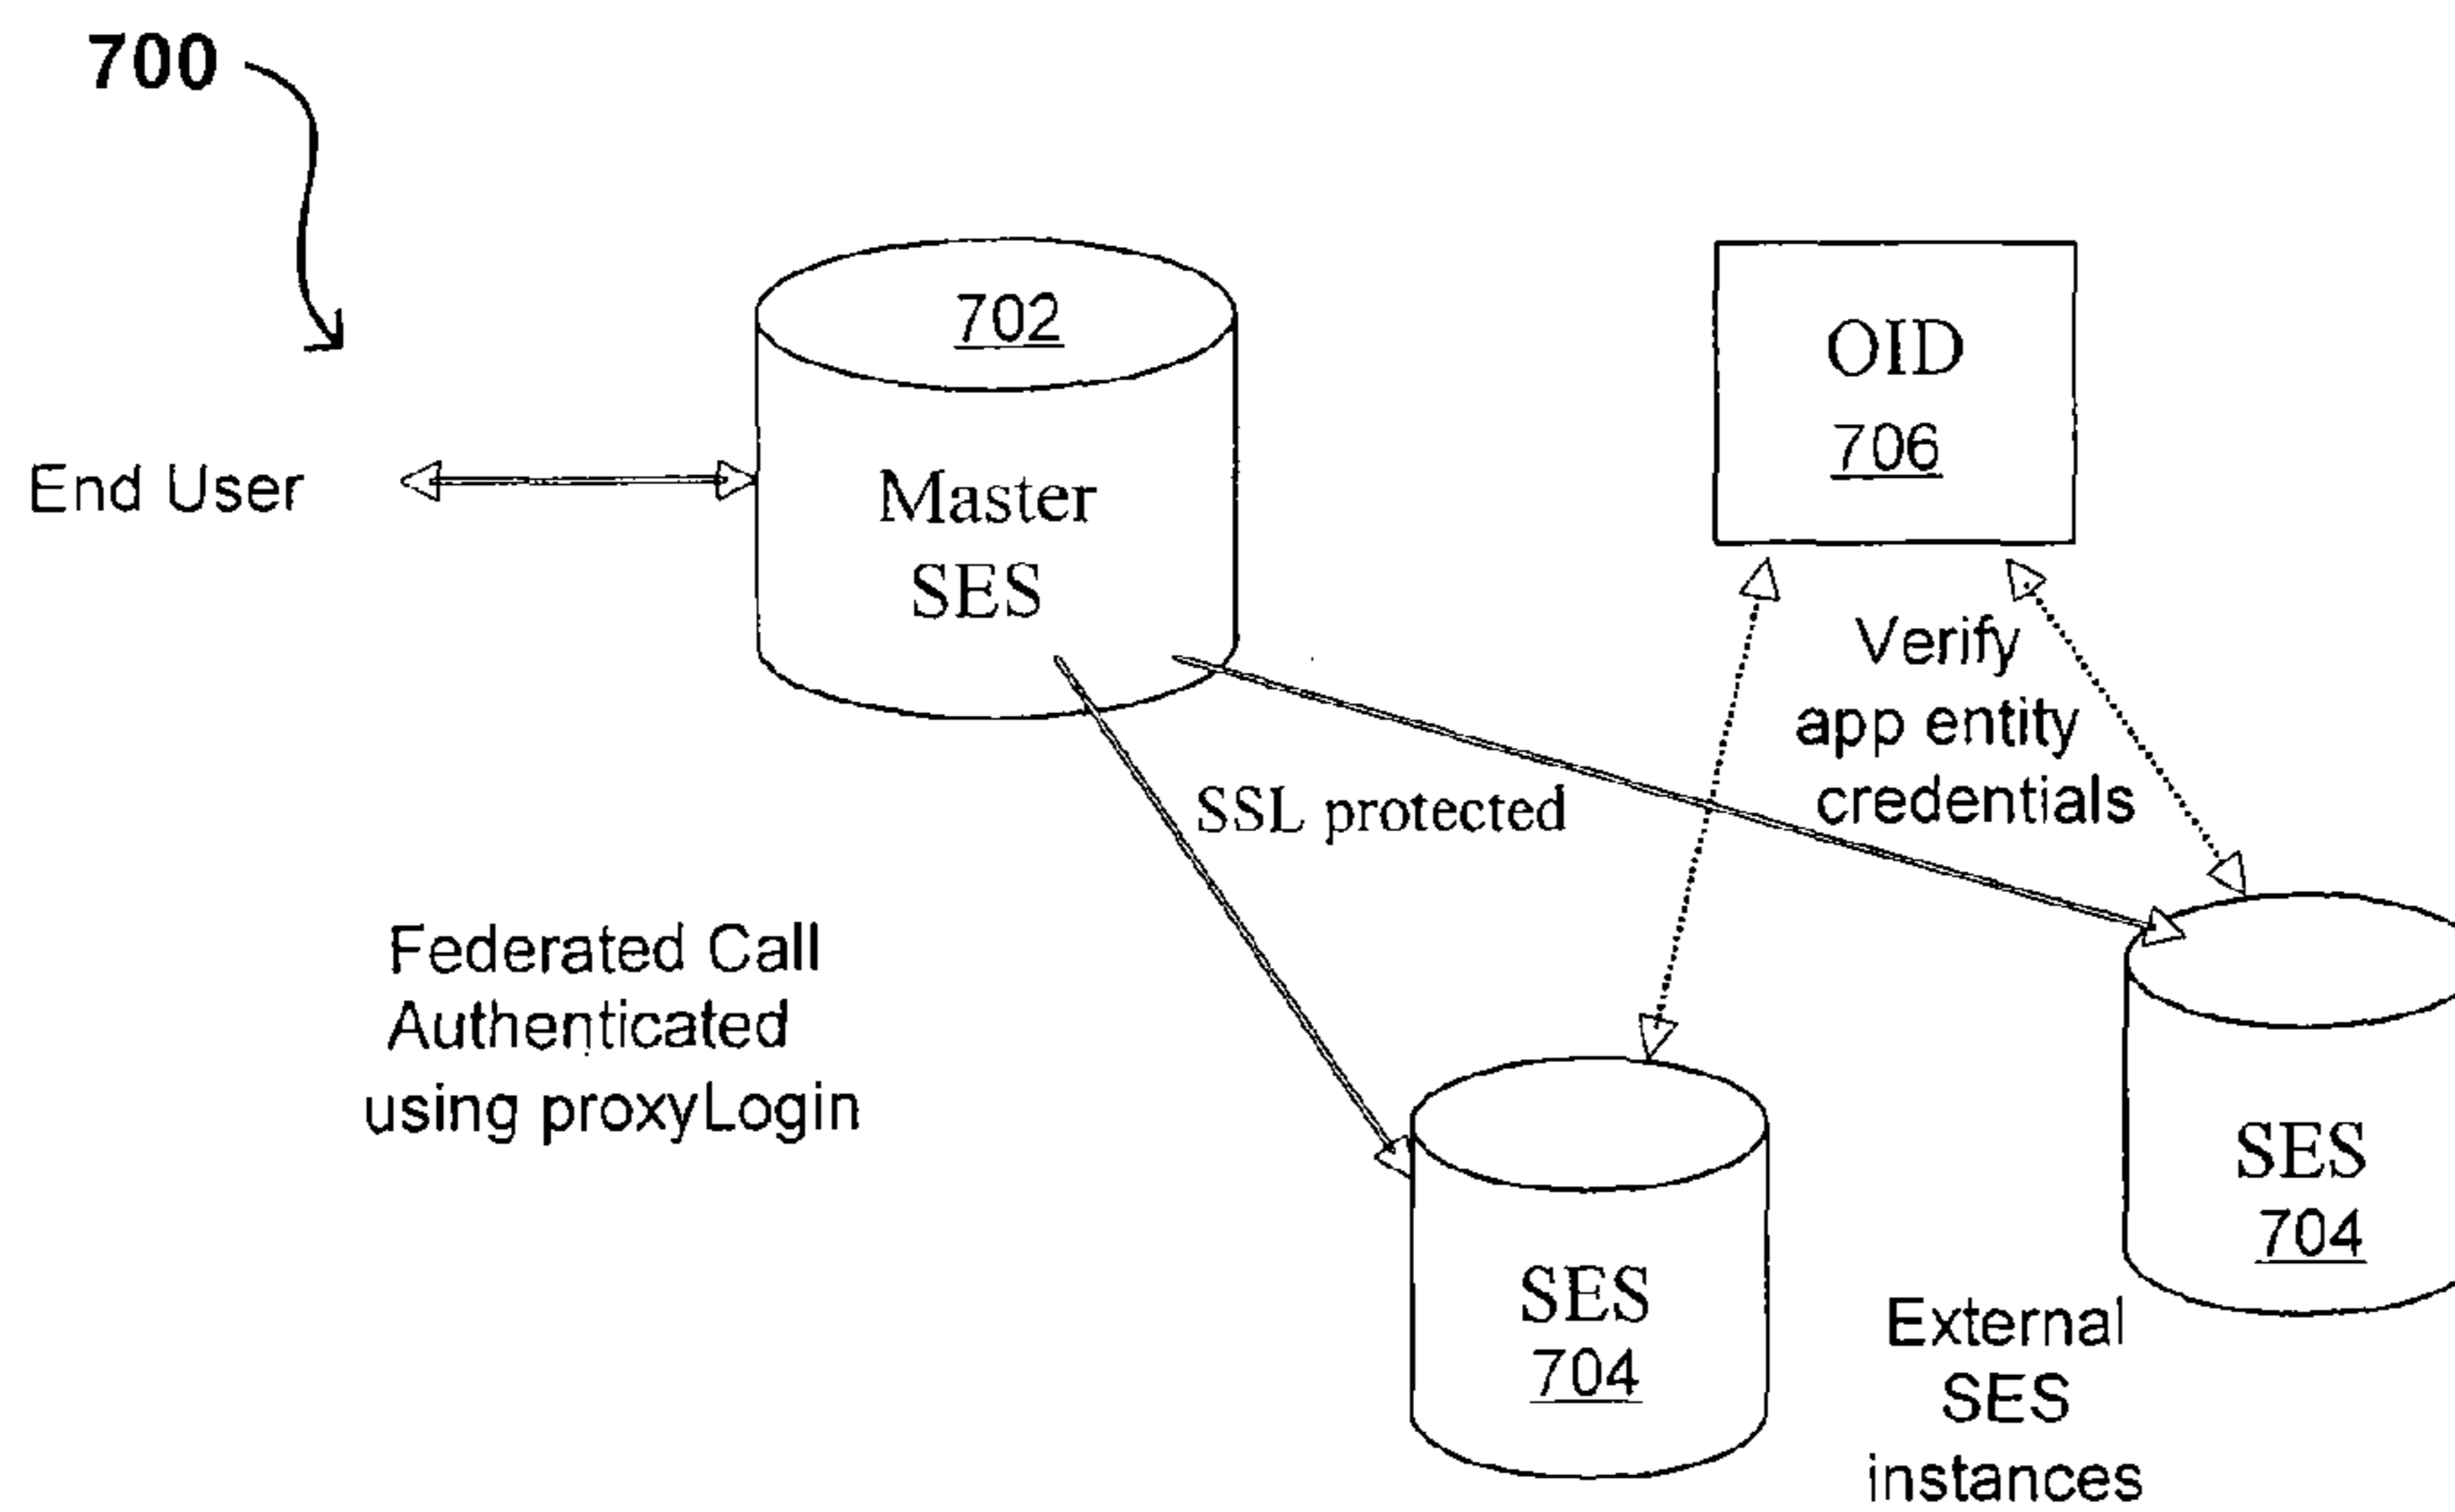 700
702
Master
SES
OID
706
End User
Verify
app entity
credentials
SSL protected
Federated Call
Authenticated
using proxyLogin
SES
704
SES
704
External
SES
instances